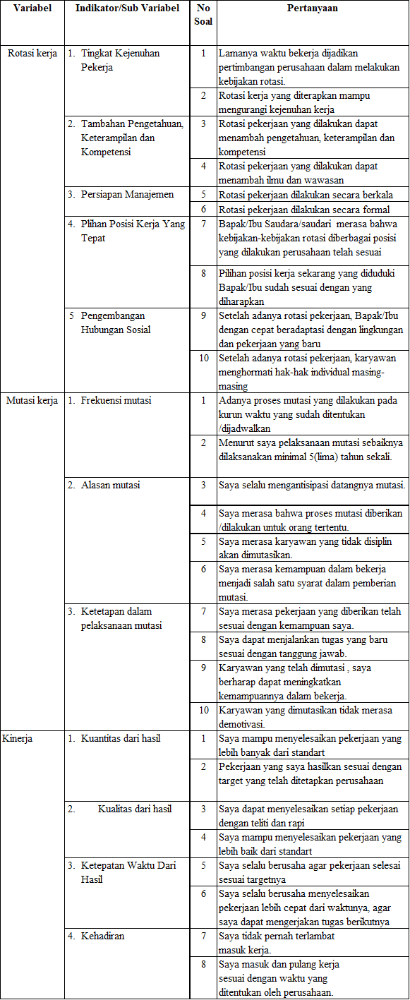 Variabel Indikator/Sub Variabel No Soal Pertanyaan
Rotasi kerja 1. Tingkat Kejenuhan Pekerja
1 Lamanya waktu bekerja dijadikan
pertimbangan perusahaan dalam melakukan
kebijakan rotasi.
2 Rotasi kerja yang diterapkan mampu
mengurangi kejenuhan kerja
2. Tambahan Pengetahuan,
Keterampilan dan
Kompetensi
3 Rotasi pekerjaan yang dilakukan dapat
menambah pengetahuan, keterampilan dan
kompetensi
4 Rotasi pekerjaan yang dilakukan dapat
menambah ilmu dan wawasan
3. Persiapan Manajemen
5 Rotasi pekerjaan dilakukan secara berkala
6 Rotasi pekerjaan dilakukan secara formal
4. Plihan Posisi Kerja Yang
Tepat
7 Bapak/Ibu Saudara/saudari merasa bahwa
kebijakan-kebijakan rotasi diberbagai posisi
yang dilakukan perusahaan telah sesuai
8 Pilihan posisi kerja sekarang yang diduduki
Bapak/Ibu sudah sesuai dengan yang
diharapkan
5 Pengembangan
Hubungan Sosial
9 Setelah adanya rotasi pekerjaan, Bapak/Ibu
dengan cepat beradaptasi dengan lingkungan
dan pekerjaan yang baru
10 Setelah adanya rotasi pekerjaan, karyawan
menghormati hak-hak individual masing-
masing
Mutasi kerja 1. Frekuensi mutasi
1 Adanya proses mutasi yang dilakukan pada
kurun waktu yang sudah ditentukan
/dijadwalkan
2 Menurut saya pelaksanaan mutasi sebaiknya
dilaksanakan minimal 5(lima) tahun sekali.
2. Alasan mutasi
3 Saya selalu mengantisipasi datangnya mutasi.
4 Saya merasa bahwa proses mutasi diberikan
/dilakukan untuk orang tertentu.
5 Saya merasa karyawan yang tidak disiplin
akan dimutasikan.
6 Saya merasa kemampuan dalam bekerja
menjadi salah satu syarat dalam pemberian
mutasi.
3. Ketetapan dalam
pelaksanaan mutasi
7 Saya merasa pekerjaan yang diberikan telah
sesuai dengan kemampuan saya.
8 Saya dapat menjalankan tugas yang baru
sesuai dengan tanggung jawab.
9 Karyawan yang telah dimutasi , saya
berharap dapat meningkatkan
kemampuannya dalam bekerja.
10 Karyawan yang dimutasikan tidak merasa
demotivasi.
Kinerja 1. Kuantitas dari hasil
1 Saya mampu menyelesaikan pekerjaan yang
lebih banyak dari standart
2 Pekerjaan yang saya hasilkan sesuai dengan
target yang telah ditetapkan perusahaan
2. Kualitas dari hasil
3 Saya dapat menyelesaikan setiap pekerjaan
dengan teliti dan rapi
4 Saya mampu menyelesaikan pekerjaan yang
lebih baik dari standart
3. Ketepatan Waktu Dari
Hasil
5 Saya selalu berusaha agar pekerjaan selesai
sesuai targetnya
6 Saya selalu berusaha menyelesaikan
pekerjaan lebih cepat dari waktunya, agar
saya dapat mengerjakan tugas berikutnya
4. Kehadiran
7 Saya tidak pernah terlambat
masuk kerja.
8 Saya masuk dan pulang kerja
sesuai dengan waktu yang
ditentukan oleh perusahaan.